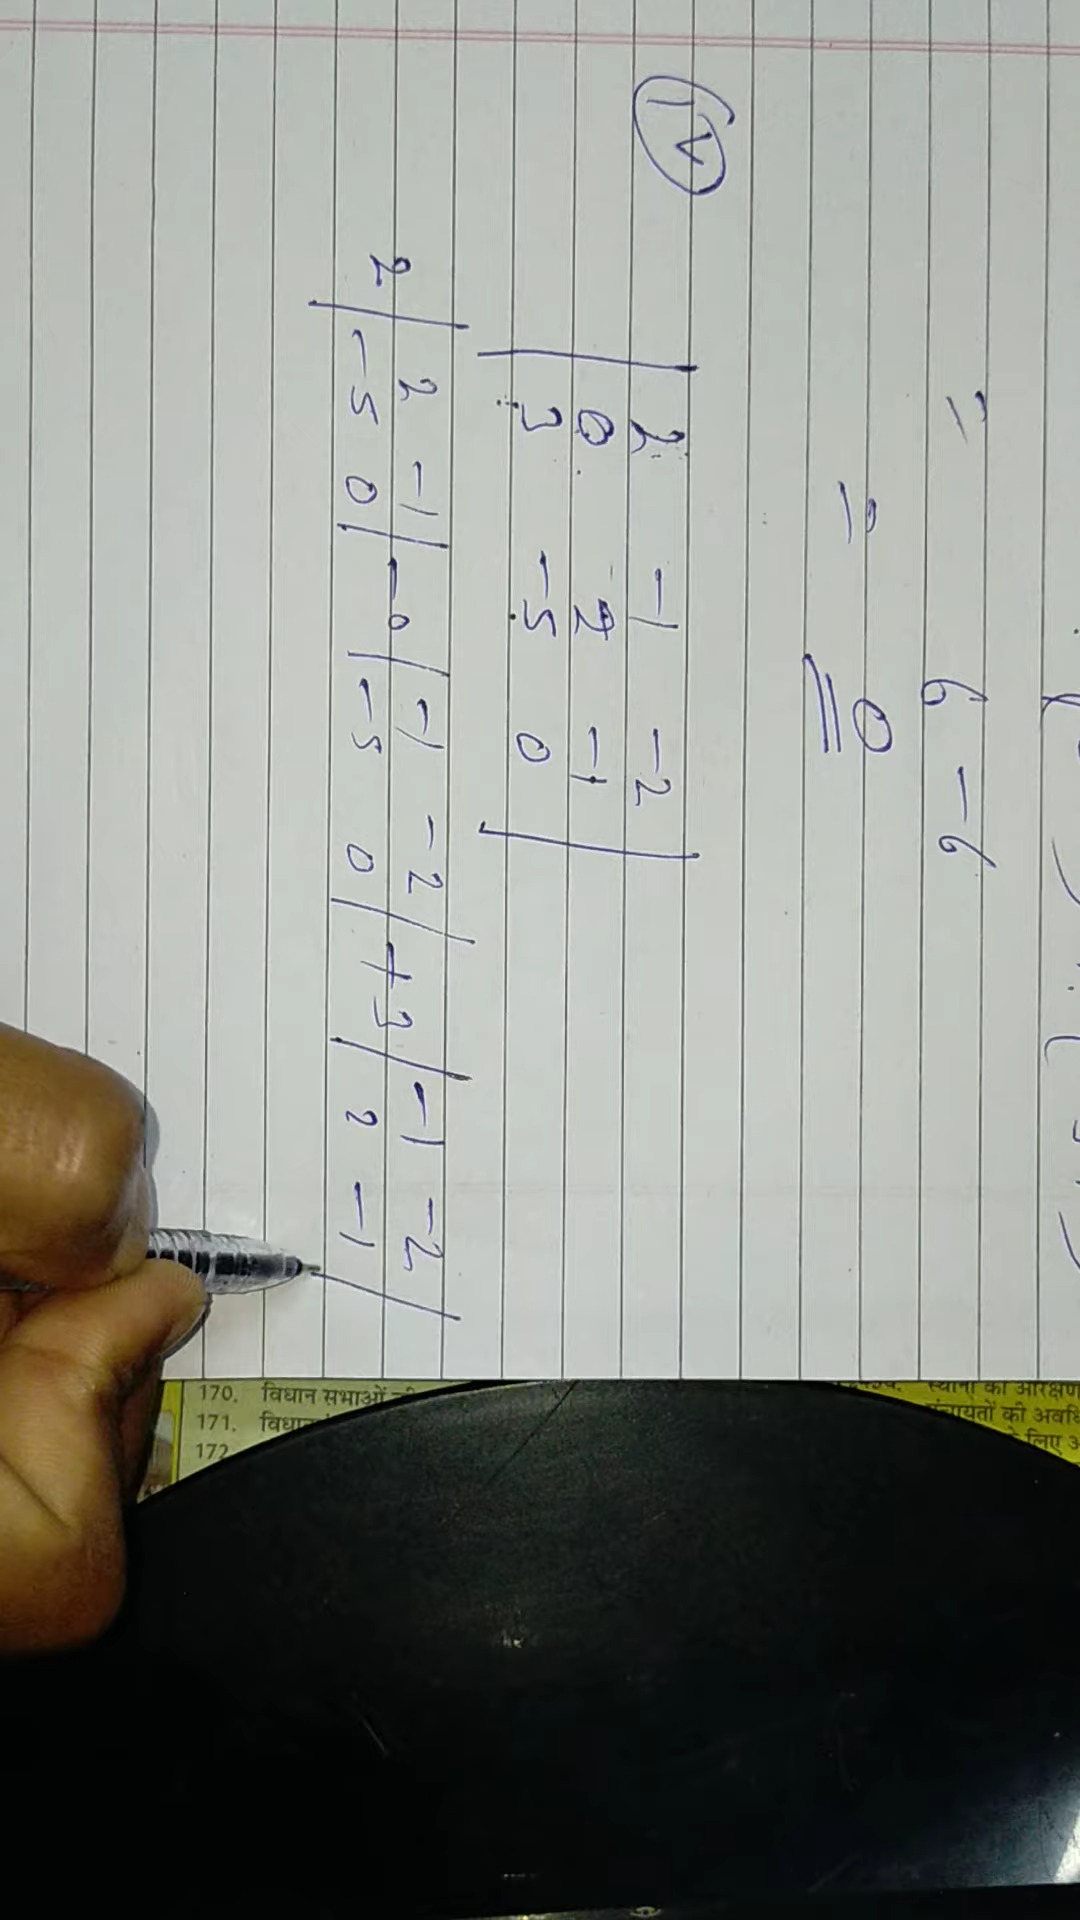 = 6 - 6
= 0
iv
| 2 -1 -2 |
| 0 2 -1 |
| 3 -5 0 |
2 | 2 -1 | - 0 | -1 -2 | + 3 | -1 -2 |
| -5 0 | | -5 0 | | 2 -1 |
170. विधान सभाओं
171.
172
स्थानों का आरक्षण
पंचायतों की अवधि
लिए